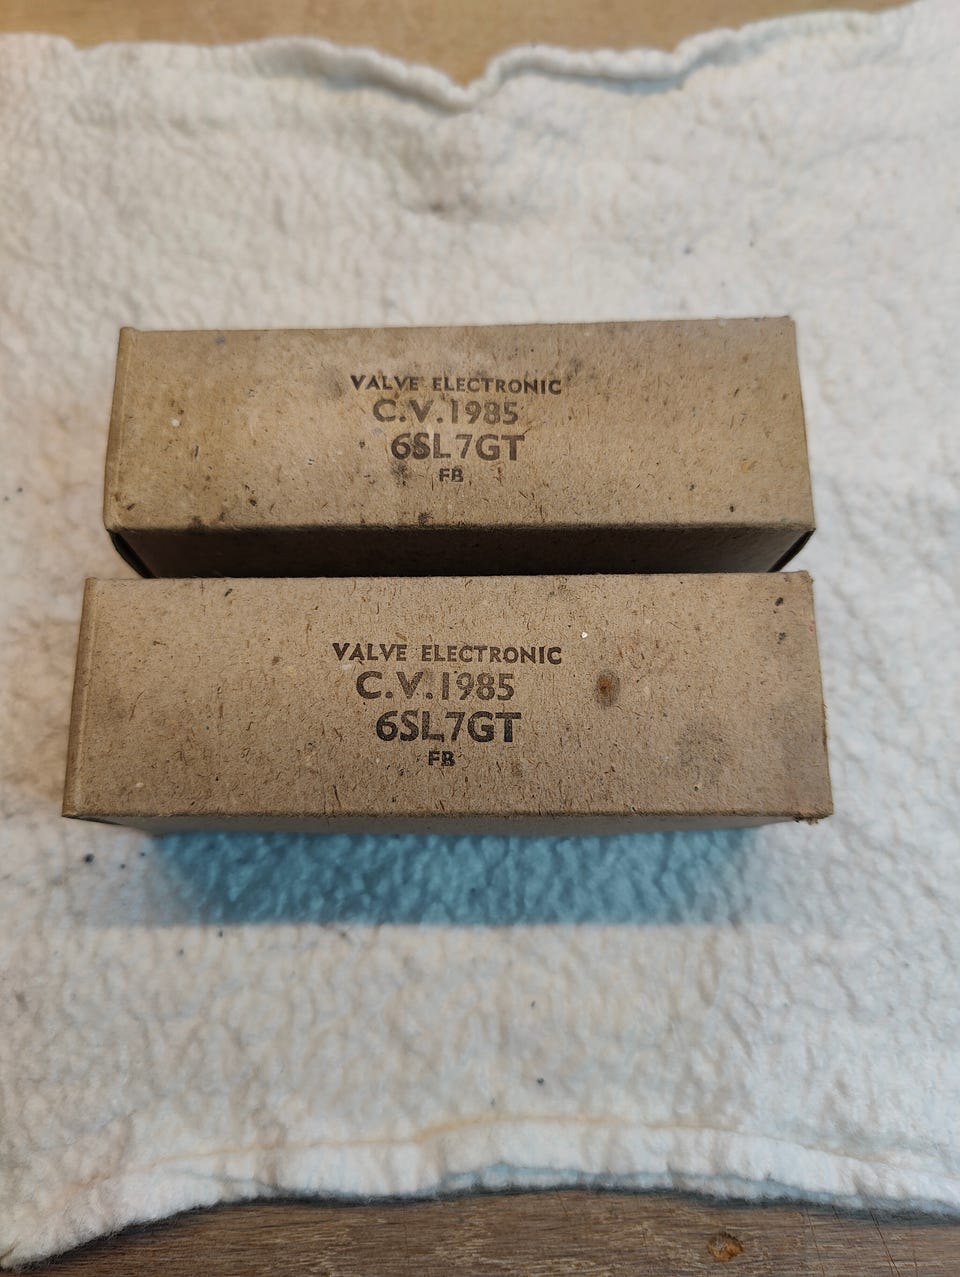 VALVE ELECTRONIC
C.V.1985
6SL7GT
FB
VALVE ELECTRONIC
C.V.1985
6SL7GT
FB